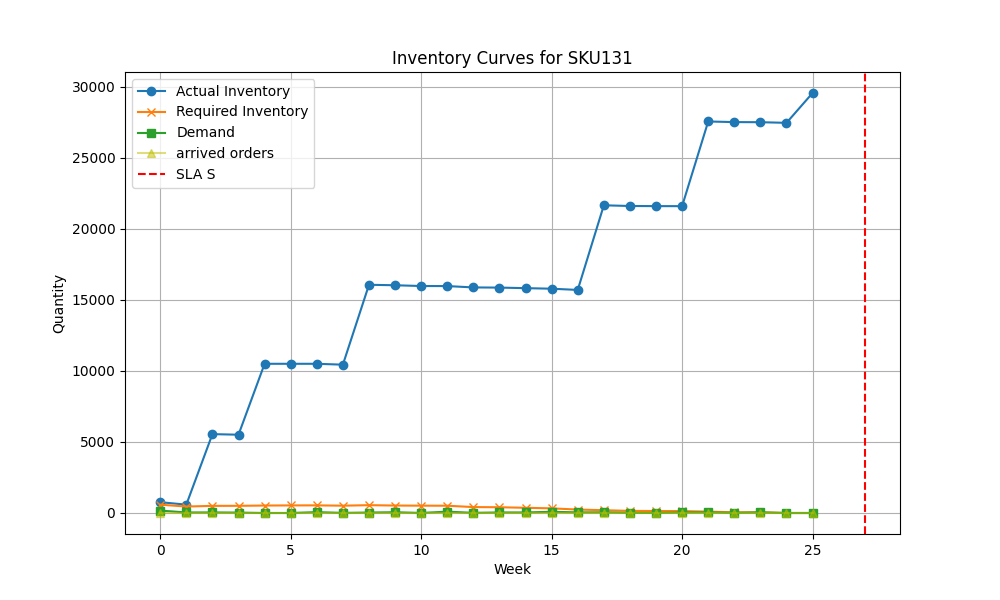 Inventory Curves for SKU131
Actual Inventory
Required Inventory
Demand
arrived orders
SLA S
30000
25000
20000
15000
10000
5000
0
Quantity
0 5 10 15 20 25
Week